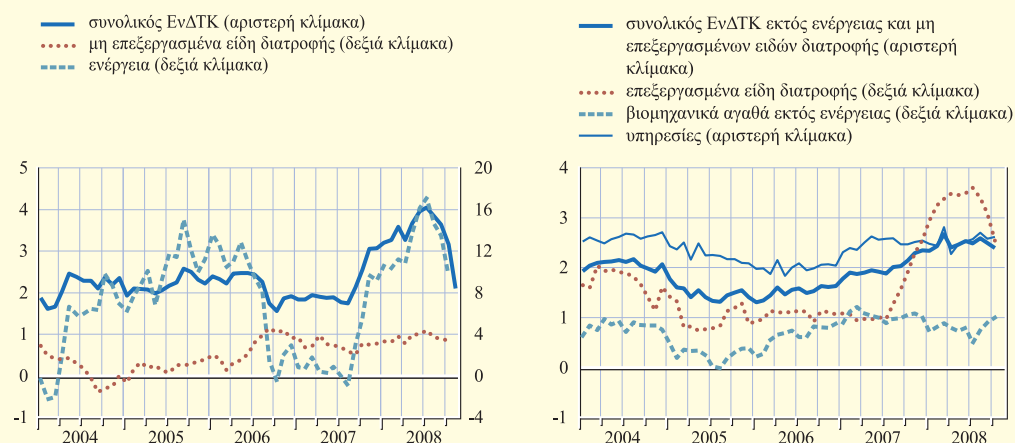 συνολικός ΕνΔΤΚ (αριστερή κλίμακα)
μη επεξεργασμένα είδη διατροφής (δεξιά κλίμακα)
ενέργεια (δεξιά κλίμακα)
5
4
3
2
1
0
-1
20
16
12
8
4
0
-4
2004 2005 2006 2007 2008
συνολικός ΕνΔΤΚ εκτός ενέργειας και μη
επεξεργασμένων ειδών διατροφής (αριστερή
κλίμακα)
επεξεργασμένα είδη διατροφής (δεξιά κλίμακα)
βιομηχανικά αγαθά εκτός ενέργειας (δεξιά κλίμακα)
υπηρεσίες (αριστερή κλίμακα)
4
3
2
1
0
-1
2004 2005 2006 2007 2008